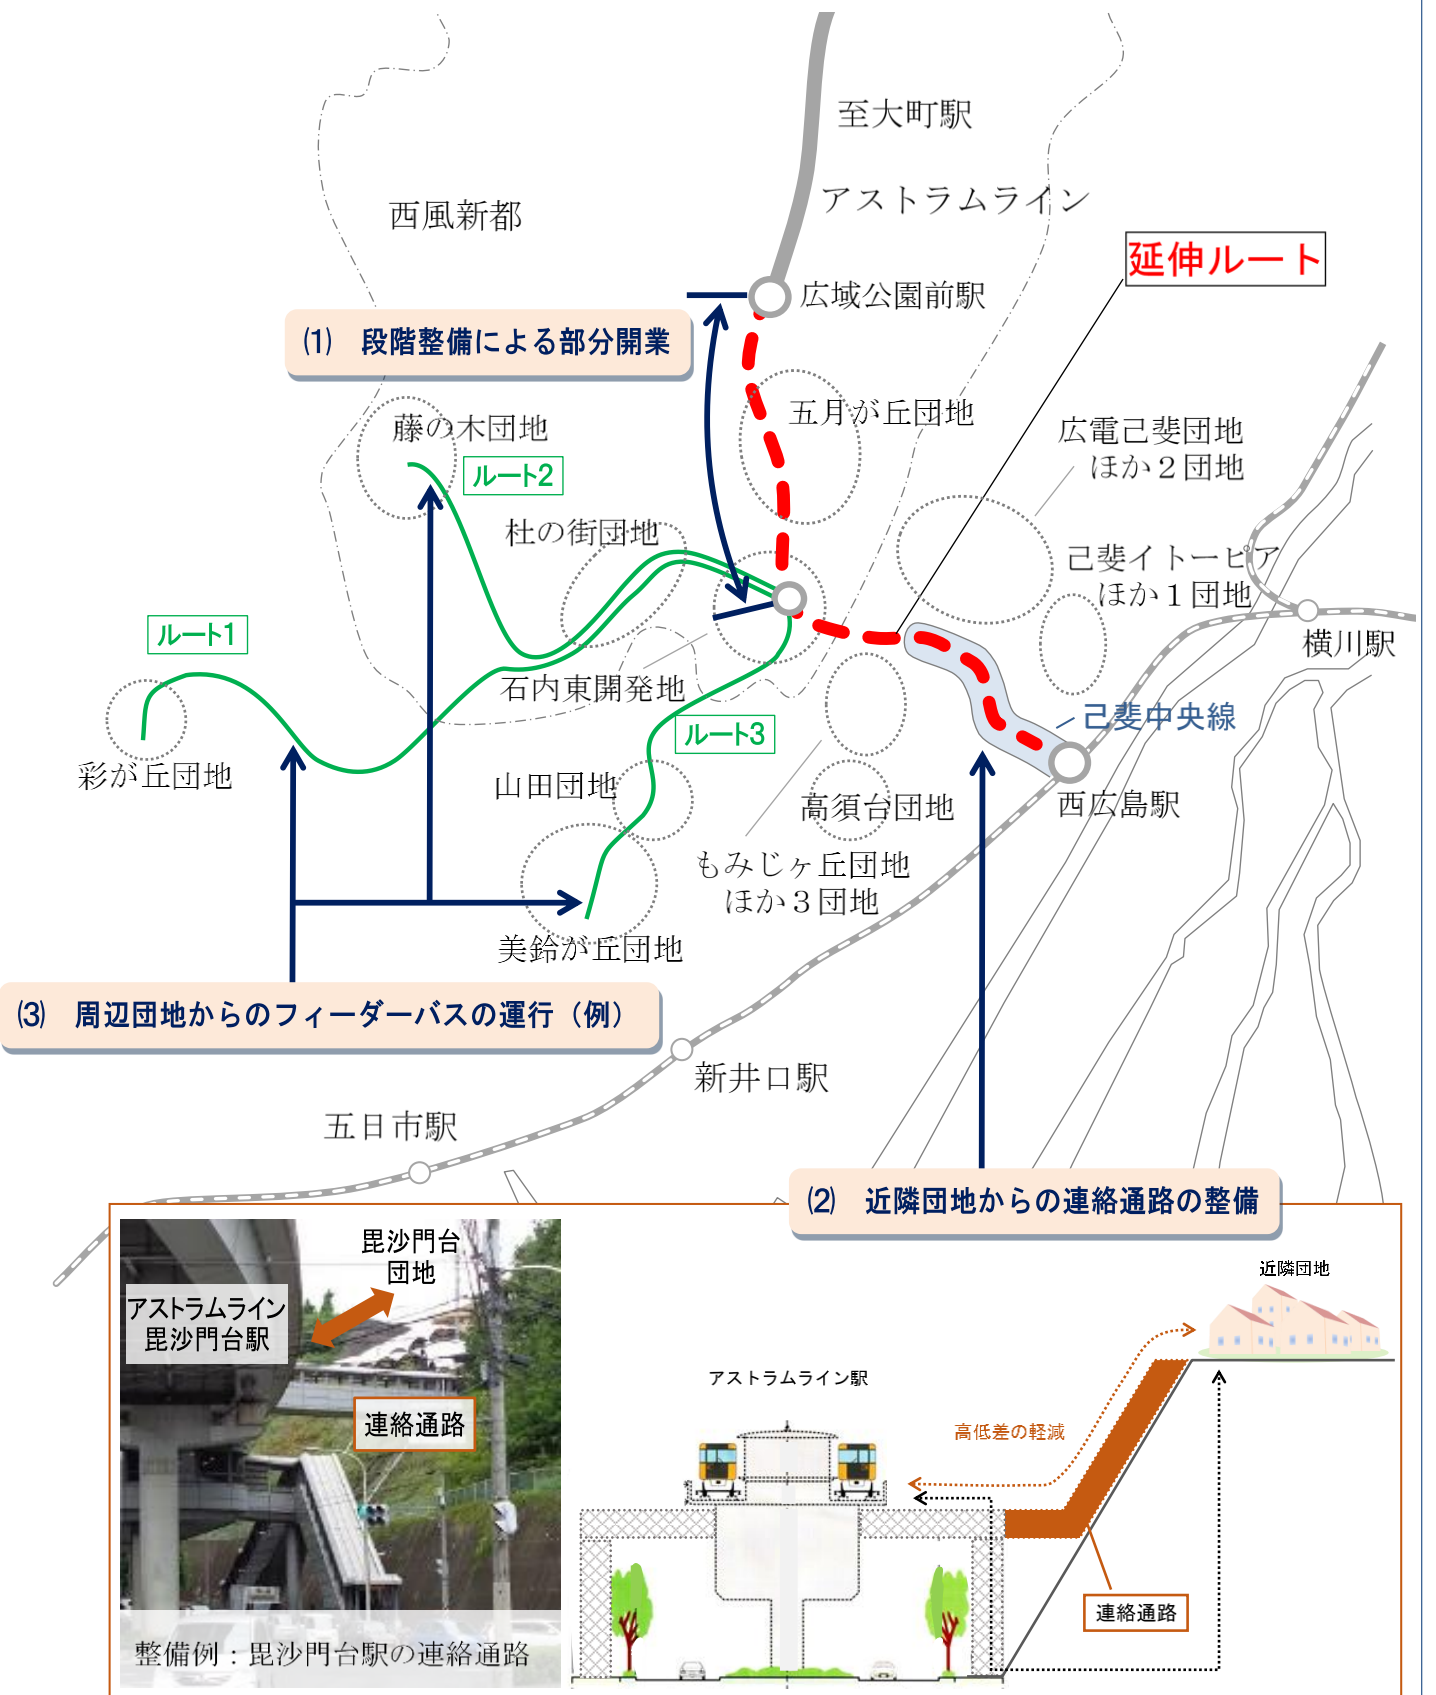 至大町駅
アストラムライン
西風新都
延伸ルート
広域公園前駅
⑴　段階整備による部分開業
五月が丘団地
藤の木団地
広電己斐団地
ほか２団地
ルート2
杜の街団地
己斐イトーピア
ほか１団地
ルート1
横川駅
石内東開発地
己斐中央線
ルート3
彩が丘団地
山田団地
高須台団地
西広島駅
もみじヶ丘団地
ほか３団地
美鈴が丘団地
⑶　周辺団地からのフィーダーバスの運行（例）
新井口駅
五日市駅
⑵　近隣団地からの連絡通路の整備
毘沙門台
団地
アストラムライン
毘沙門台駅
連絡通路
整備例：毘沙門台駅の連絡通路
近隣団地
アストラムライン駅
高低差の軽減
連絡通路